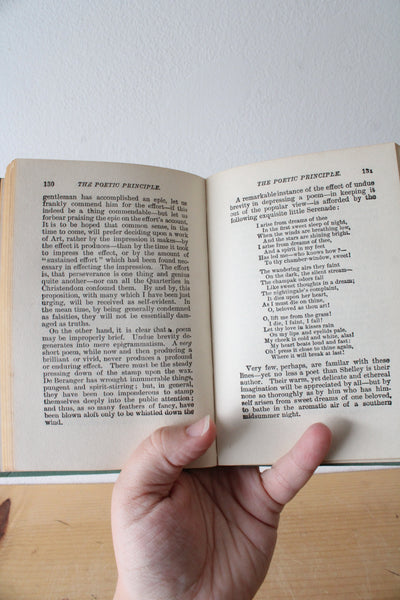 130 THE POETIC PRINCIPLE.
gentleman has accomplished an epic, let us
frankly commend him for the effort—if this
indeed be a thing commendable—but let us
forbear praising the epic on the effort's account.
It is to be hoped that common sense, in the
time to come, will prefer deciding upon a work
of Art, rather by the impression it makes—by
the effect it produces—than by the time it took
to impress the effect, or by the amount of
"sustained effort" which had been found nec-
essary in effecting the impression. The effect
is, that perseverance is one thing and genius
quite another—nor can all the Quarterlies in
Christendom confound them. By and by, this
proposition, with many which I have been just
urging, will be received as self-evident. In
the mean time, by being generally condemned
as falsities, they will not be essentially dam-
aged as truths.
On the other hand, it is clear that a poem
may be improperly brief. Undue brevity de-
generates into mere epigrammatism. A very
short poem, while now and then producing a
brilliant or vivid, never produces a profound
or enduring effect. There must be the steady
pressing down of the stamp upon the wax.
De Beranger has wrought innumerable things,
pungent and spirit-stirring; but, in general,
they have been too imponderous to stamp
themselves deeply into the public attention;
and thus, as so many feathers of fancy, have
been blown aloft only to be whistled down the
wind.
THE POETIC PRINCIPLE. 131
A remarkable instance of the effect of undue
brevity in depressing a poem—in keeping it
out of the popular view—is afforded by the
following exquisite little Serenade:
I arise from dreams of thee
In the first sweet sleep of night,
When the winds are breathing low,
And the stars are shining bright.
I arise from dreams of thee,
And a spirit in my feet
Has led me—who knows how?—
To thy chamber-window, sweet!
The wandering airs they faint
On the dark, the silent stream—
The champak odors fail
Like sweet thoughts in a dream;
The nightingale's complaint,
It dies upon her heart,
As I must die on thine,
O, beloved as thou art!
O, lift me from the grass!
I die, I faint, I fail!
Let thy love in kisses rain
On my lips and eyelids pale.
My cheek is cold and white, alas!
My heart beats loud and fast:
Oh! press it close to thine again,
Where it will break at last!
Very few, perhaps, are familiar with these
lines—yet no less a poet than Shelley is their
author. Their warm, yet delicate and ethereal
imagination will be appreciated by all—but by
none so thoroughly as by him who has him-
self arisen from sweet dreams of one beloved,
to bathe in the aromatic air of a southern
midsummer night.